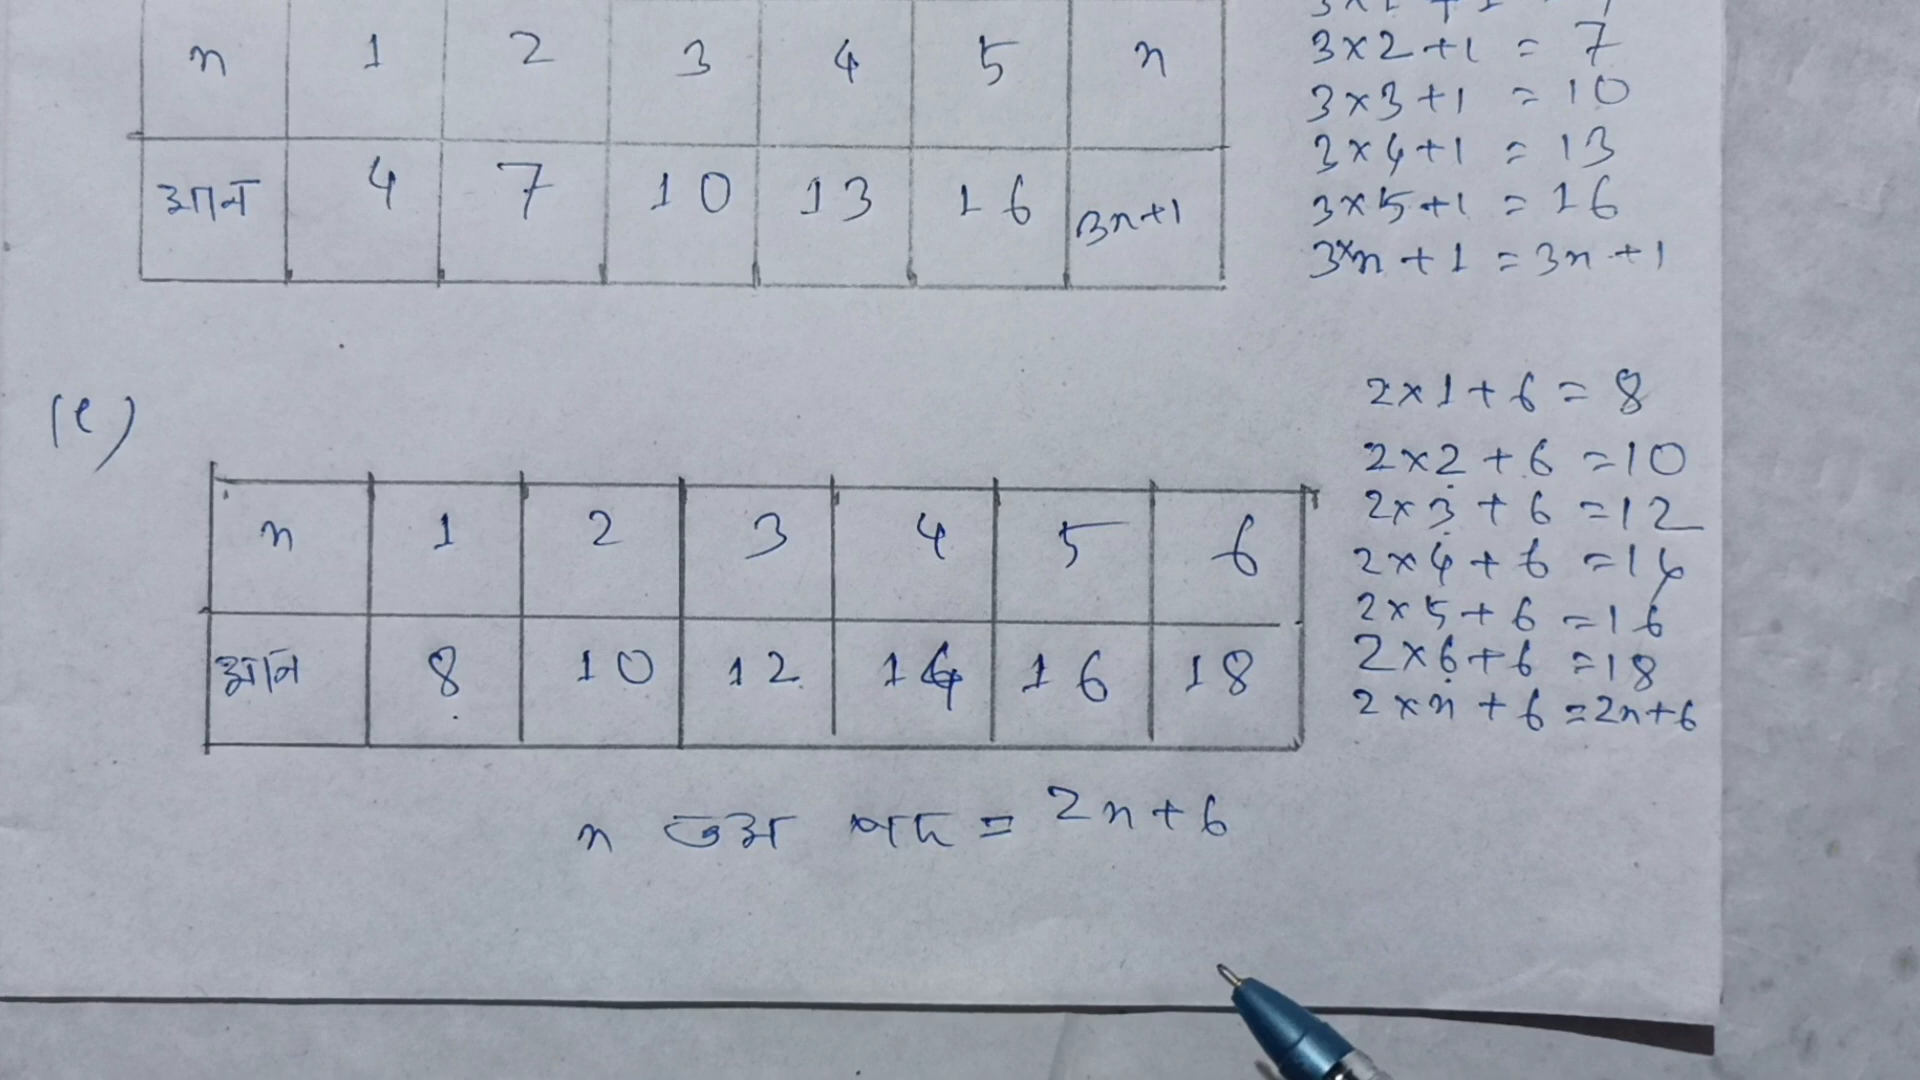 n 1 2 3 4 5 n
মান 4 7 10 13 16 3n+1
3×2+1 = 7
3×3+1 = 10
3×4+1 = 13
3×5+1 = 16
3×n+1 = 3n+1
(e)
n 1 2 3 4 5 6
মান 8 10 12 14 16 18
2×1+6 = 8
2×2+6 = 10
2×3+6 = 12
2×4+6 = 14
2×5+6 = 16
2×6+6 = 18
2×n+6 = 2n+6
n তম পদ = 2n+6